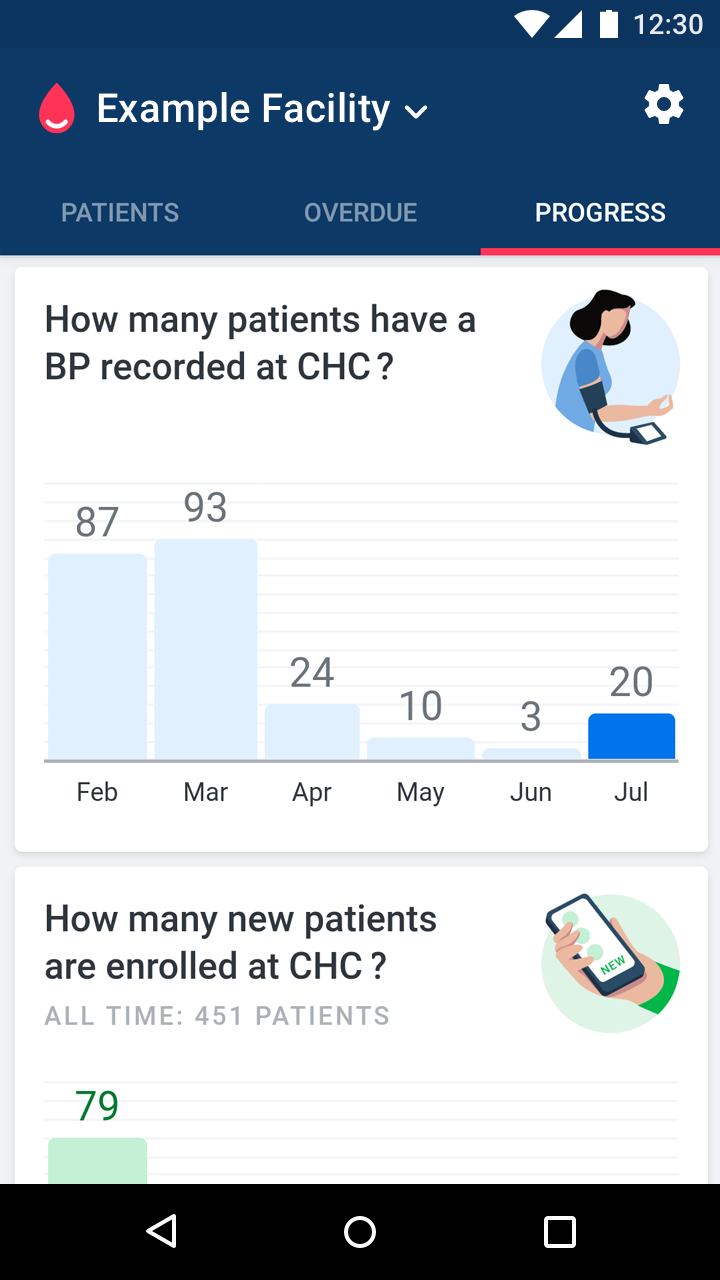 12:30
Example Facility
PATIENTS OVERDUE PROGRESS
How many patients have a
BP recorded at CHC?
87 93 24 10 3 20
Feb Mar Apr May Jun Jul
How many new patients
are enrolled at CHC?
ALL TIME: 451 PATIENTS
NEW
79